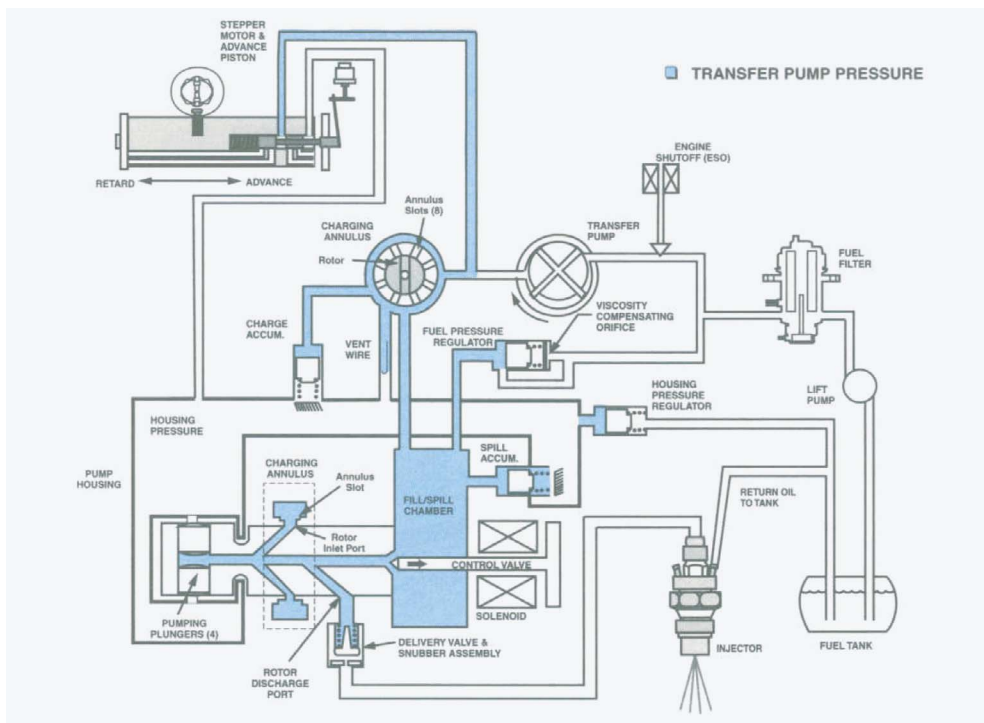 STEPPER
MOTOR &
ADVANCE
PISTON
TRANSFER PUMP PRESSURE
ENGINE
SHUTOFF (ESO)
RETARD
ADVANCE
Annulus
Slots (8)
CHARGING
ANNULUS
TRANSFER
PUMP
Rotor
FUEL
FILTER
VISCOSITY
COMPENSATING
ORIFICE
CHARGE
ACCUM.
VENT
WIRE
FUEL PRESSURE
REGULATOR
HOUSING
PRESSURE
REGULATOR
LIFT
PUMP
HOUSING
PRESSURE
PUMP
HOUSING
CHARGING
ANNULUS
SPILL
ACCUM.
Annulus
Slot
FILL/SPILL
CHAMBER
RETURN OIL
TO TANK
Rotor
Inlet Port
CONTROL VALVE
SOLENOID
PUMPING
PLUNGERS (4)
DELIVERY VALVE &
SNUBBER ASSEMBLY
INJECTOR
FUEL TANK
ROTOR
DISCHARGE
PORT